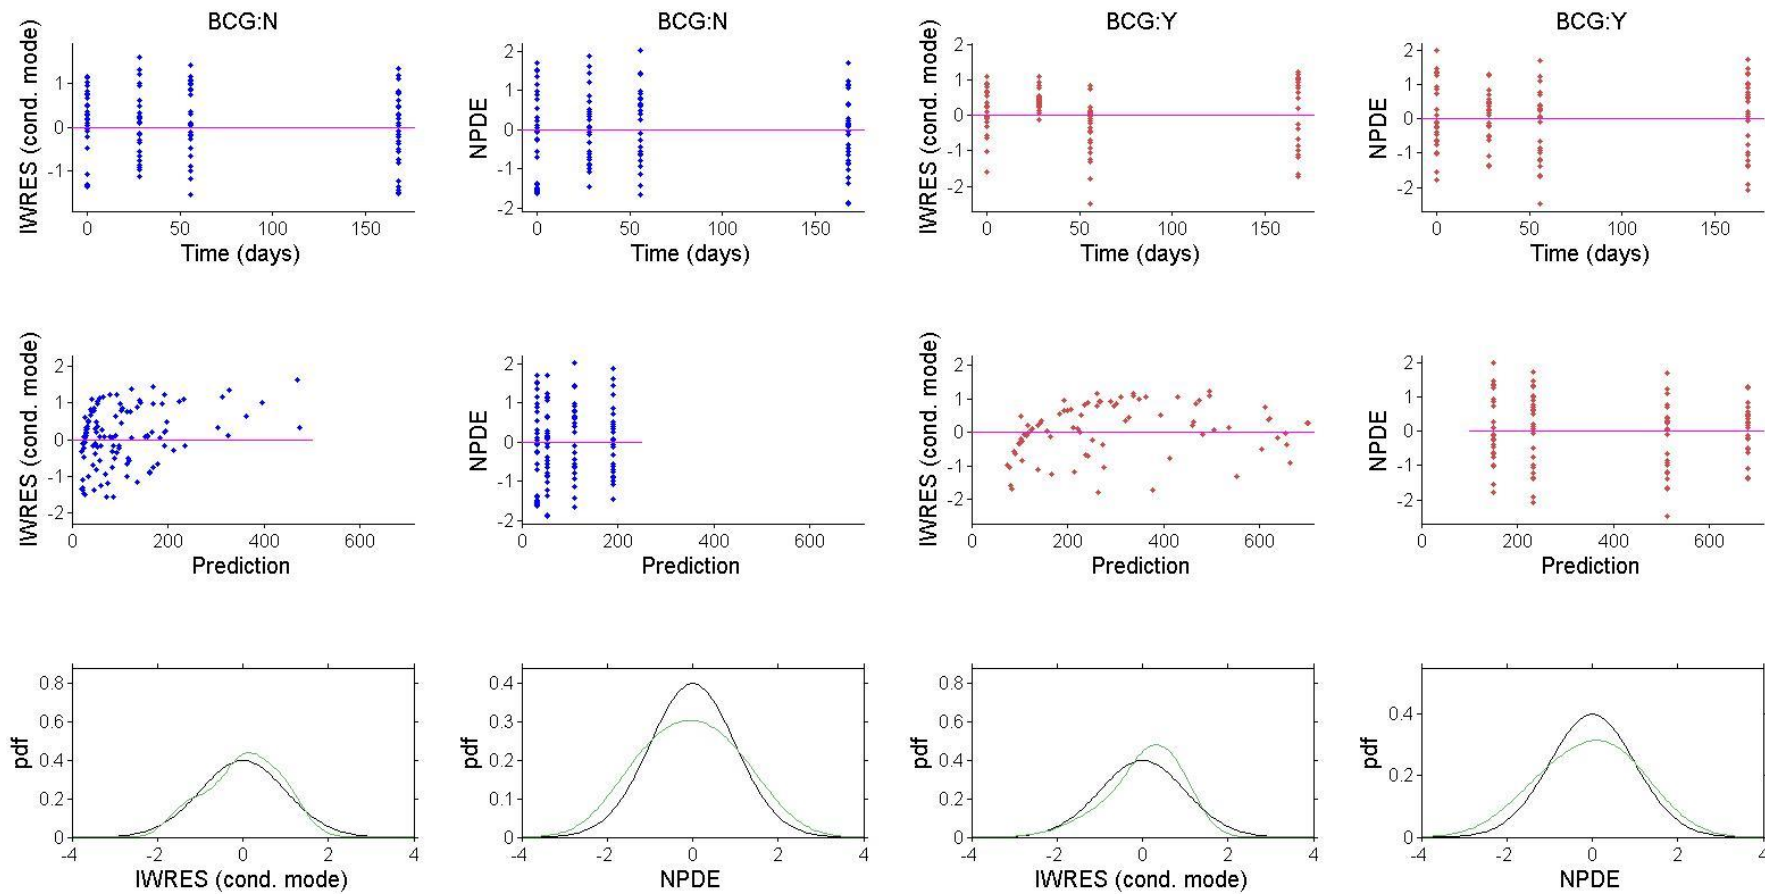 BCG:N BCG:N BCG:Y BCG:Y
IWRES (cond. mode)
1
0
-1
0 50 100 150
Time (days)
NPDE
2
1
0
-1
-2
0 50 100 150
Time (days)
IWRES (cond. mode)
2
1
0
-1
-2
0 50 100 150
Time (days)
NPDE
2
1
0
-1
-2
0 50 100 150
Time (days)
IWRES (cond. mode)
2
1
0
-1
-2
0 200 400 600
Prediction
NPDE
2
1
0
-1
-2
0 200 400 600
Prediction
IWRES (cond. mode)
2
1
0
-1
-2
0 200 400 600
Prediction
NPDE
2
1
0
-1
-2
0 200 400 600
Prediction
pdf
0.8
0.6
0.4
0.2
0
-4 -2 0 2 4
IWRES (cond. mode)
pdf
0.4
0.3
0.2
0.1
0
-4 -2 0 2 4
NPDE
pdf
0.8
0.6
0.4
0.2
0
-4 -2 0 2 4
IWRES (cond. mode)
pdf
0.4
0.2
0
-4 -2 0 2 4
NPDE